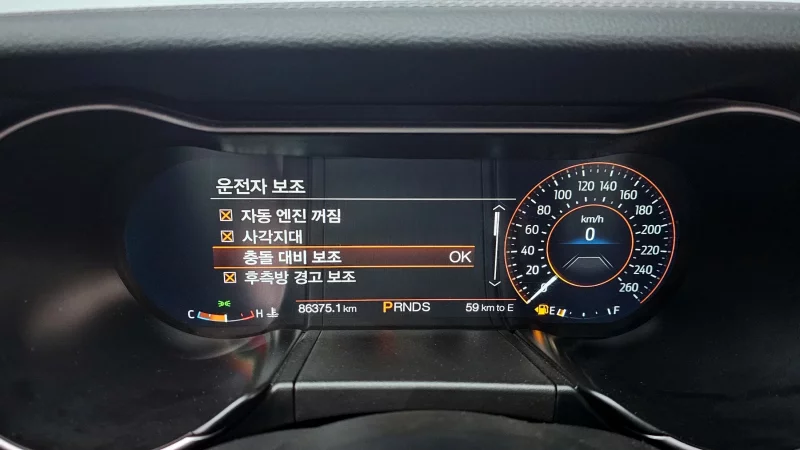 운전자 보조
자동 엔진 꺼짐
사각지대
충돌 대비 보조 OK
후측방 경고 보조
C H
86375.1 km PRNDS 59 km to E
0 20 40 60 80 100 120 140 160 180 200 220 240 260
km/h
0
E F